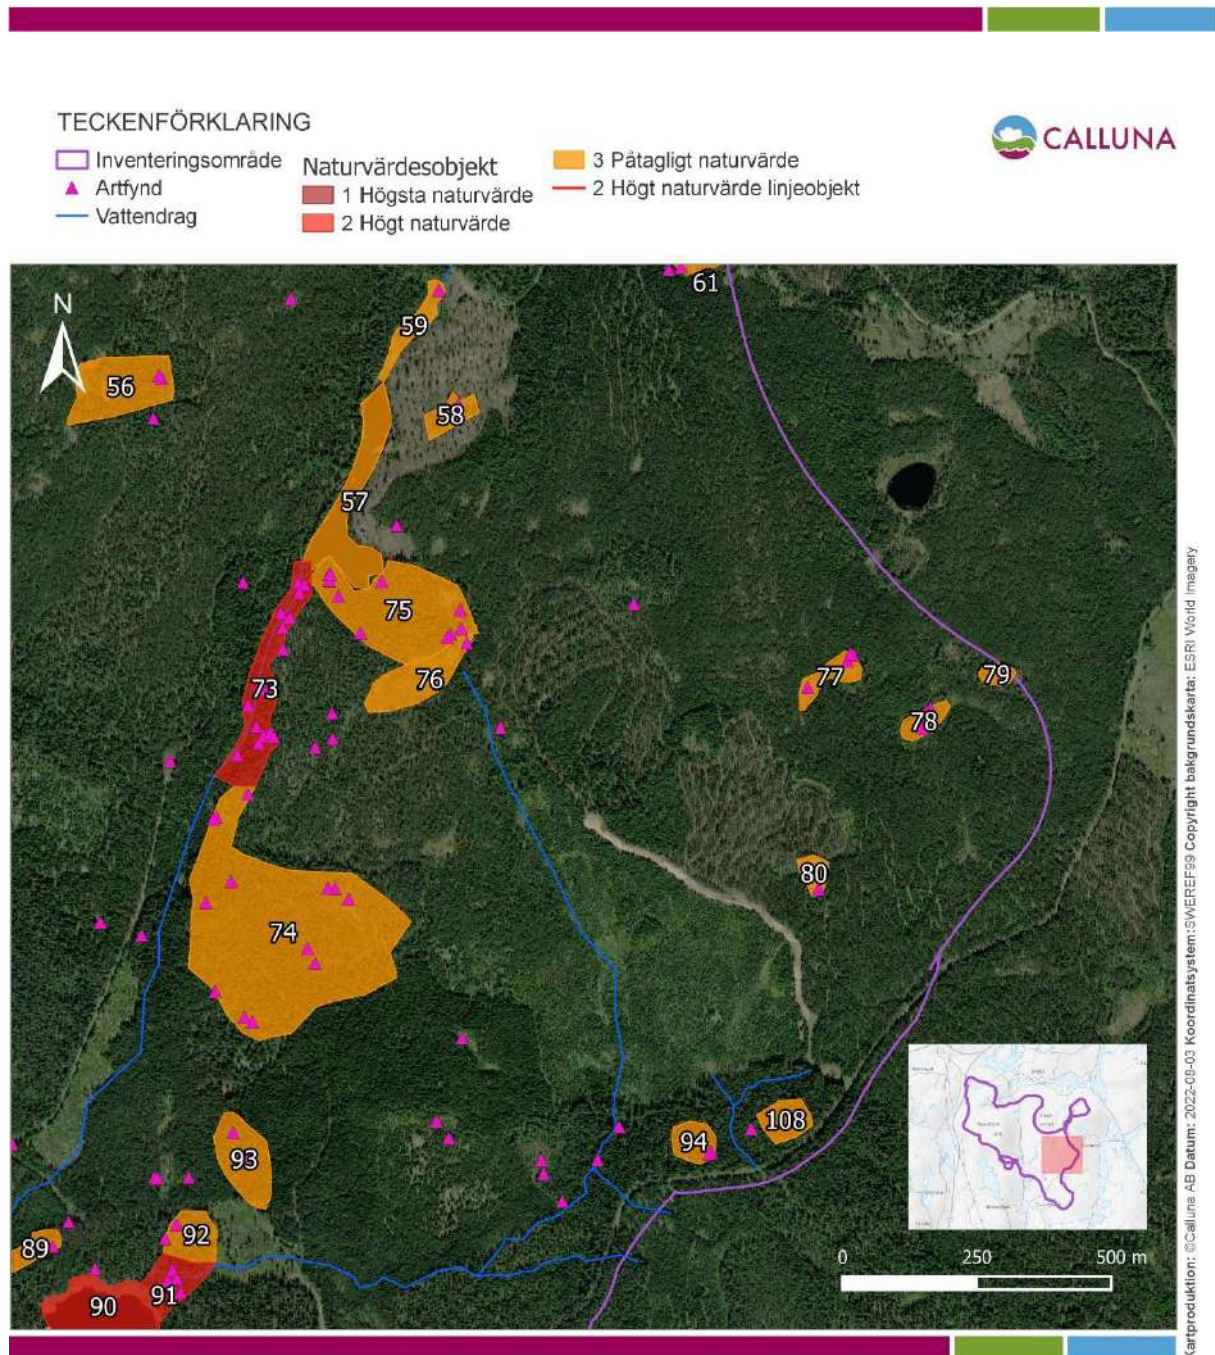 TECKENFÖRKLARING
Inventeringsområde
Artfynd
Vattendrag
Naturvärdesobjekt
1 Högsta naturvärde
2 Högt naturvärde
3 Påtagligt naturvärde
2 Högt naturvärde linjeobjekt
CALLUNA
N
61
59
56
58
57
75
76
73
77
79
78
80
74
108
94
93
92
89
91
90
0 250 500 m
Kartproduktion: ©Calluna AB Datum: 2022-08-03 Koordinatsystem:SWEREF99 Copyright bakgrundskarta: ESRI World Imagery